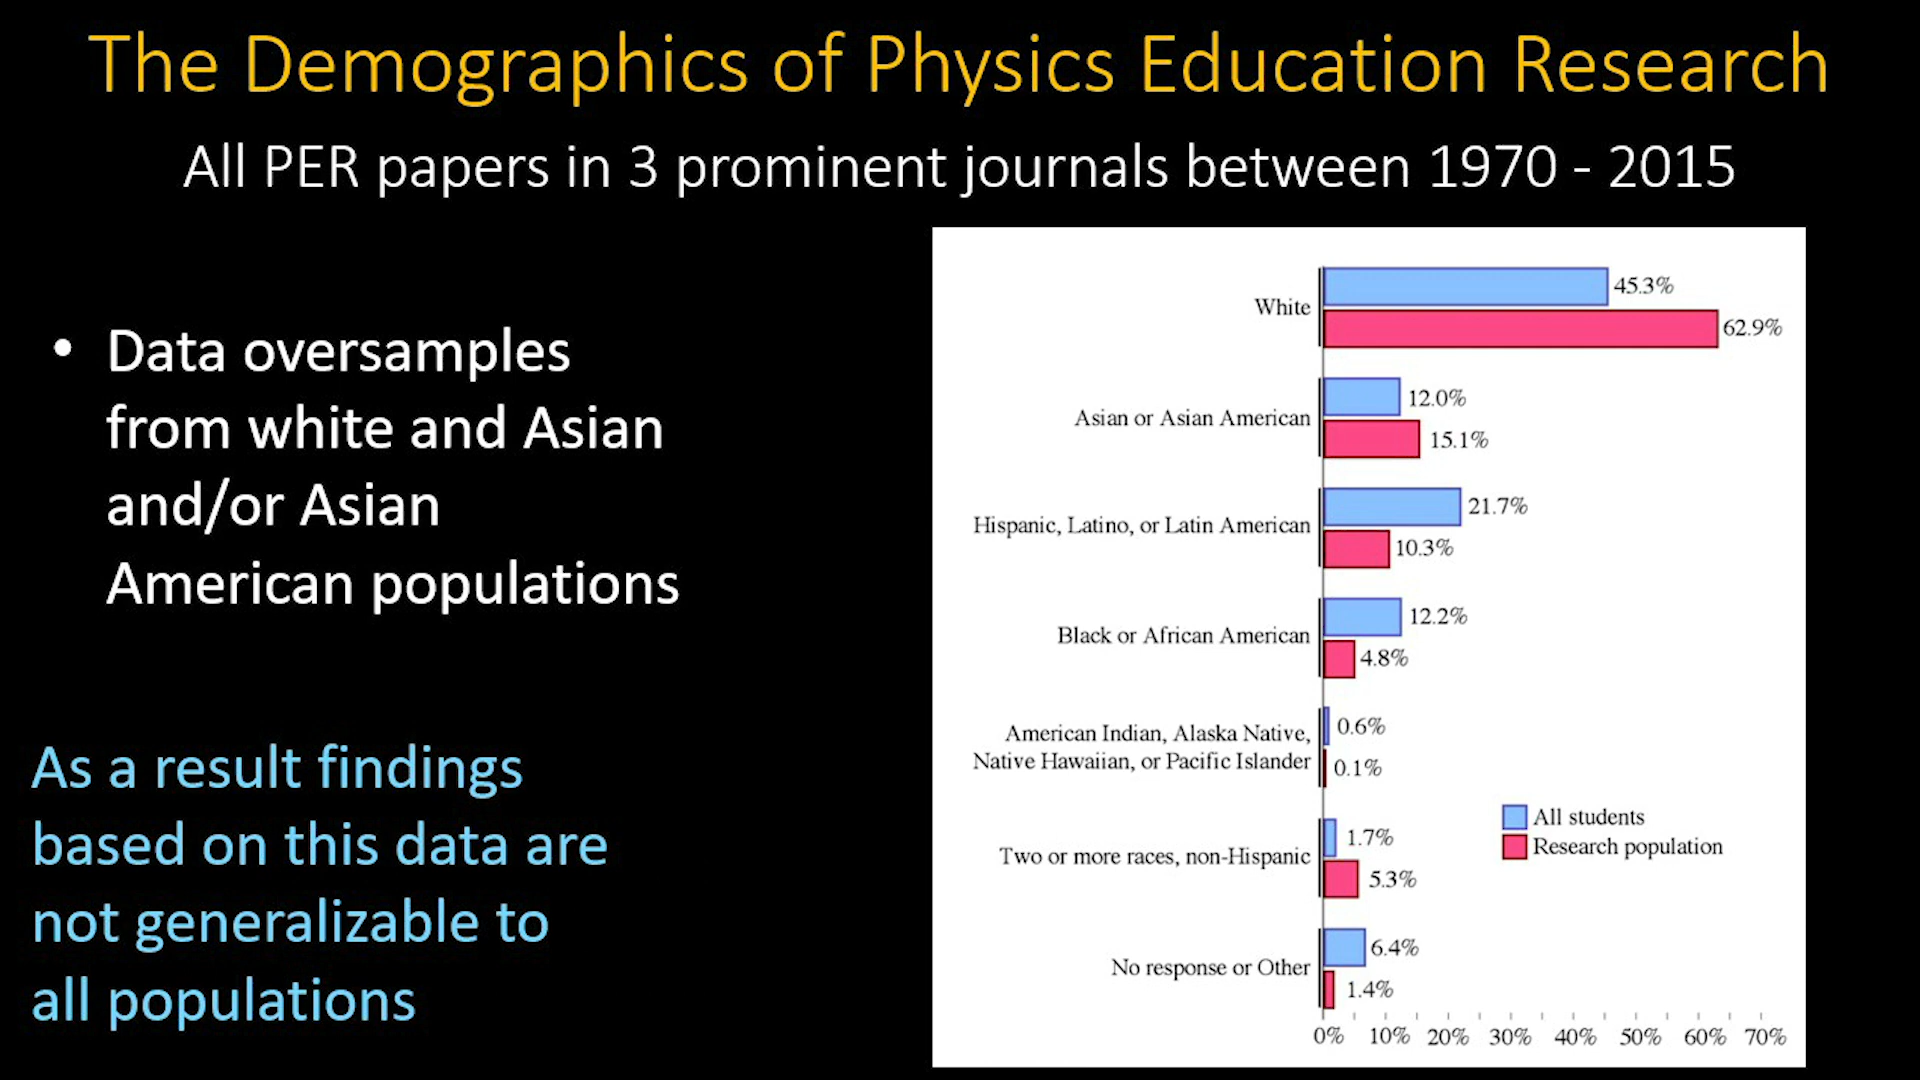 The Demographics of Physics Education Research
All PER papers in 3 prominent journals between 1970 - 2015
• Data oversamples
from white and Asian
and/or Asian
American populations
As a result findings
based on this data are
not generalizable to
all populations
White
45.3%
62.9%
Asian or Asian American
12.0%
15.1%
Hispanic, Latino, or Latin American
21.7%
10.3%
Black or African American
12.2%
4.8%
American Indian, Alaska Native,
Native Hawaiian, or Pacific Islander
0.6%
0.1%
Two or more races, non-Hispanic
1.7%
5.3%
No response or Other
6.4%
1.4%
All students
Research population
0% 10% 20% 30% 40% 50% 60% 70%